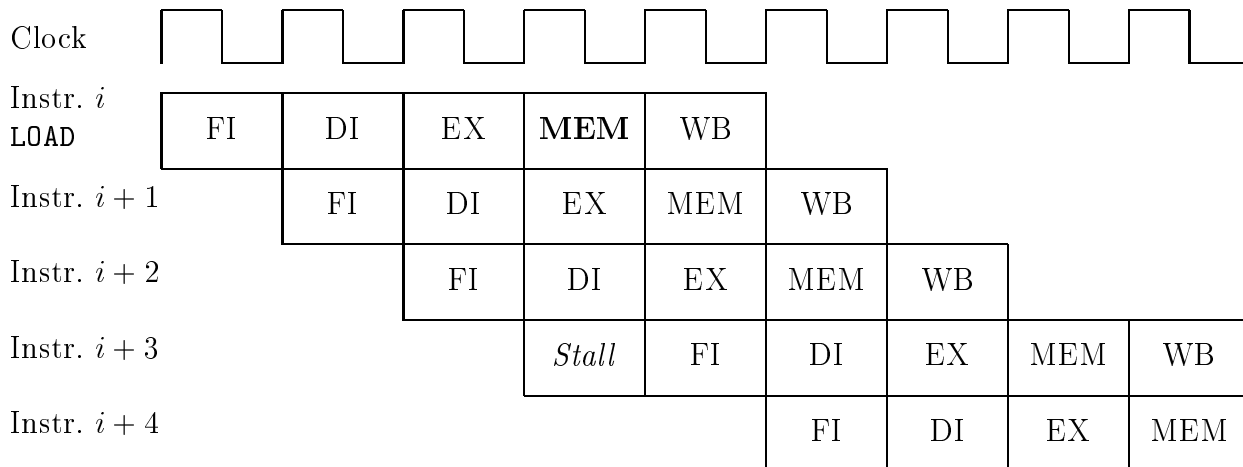 Clock
Instr. i
LOAD FI DI EX MEM WB
Instr. i + 1 FI DI EX MEM WB
Instr. i + 2 FI DI EX MEM WB
Instr. i + 3 Stall FI DI EX MEM WB
Instr. i + 4 FI DI EX MEM